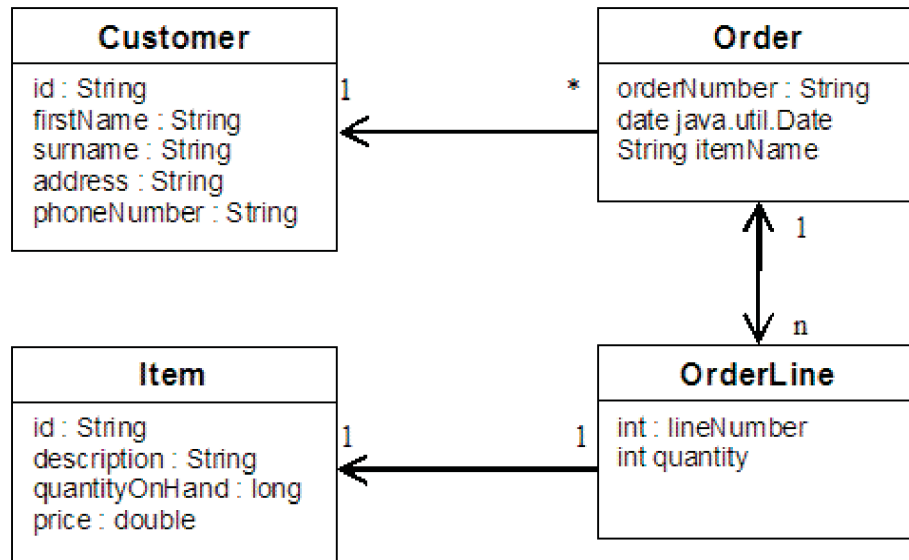 Customer
id : String
firstName : String
surname : String
address : String
phoneNumber : String
1
*
Order
orderNumber : String
date java.util.Date
String itemName
1
n
Item
id : String
description : String
quantityOnHand : long
price : double
1
1
OrderLine
int : lineNumber
int quantity